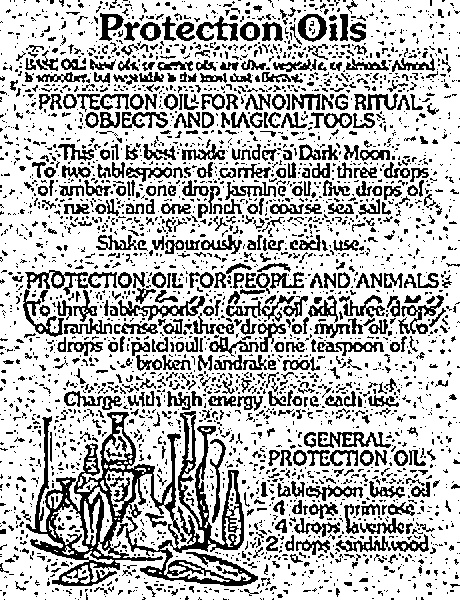 Protection Oils
BASE OIL: base oils, or carrier oils, are olive, vegetable, or almond. Almond
is smoother, but vegetable is the most cost effective.
PROTECTION OIL FOR ANOINTING RITUAL
OBJECTS AND MAGICAL TOOLS
This oil is best made under a Dark Moon.
To two tablespoons of carrier oil add three drops
of amber oil, one drop jasmine oil, five drops of
rue oil, and one pinch of coarse sea salt.
Shake vigourously after each use.
PROTECTION OIL FOR PEOPLE AND ANIMALS
To three tablespoons of carrier oil add three drops
of frankincense oil, three drops of myrrh oil, two
drops of patchouli oil, and one teaspoon of
broken Mandrake root.
Charge with high energy before each use.
GENERAL
PROTECTION OIL
1 tablespoon base oil
4 drops primrose
4 drops lavender
2 drops sandalwood